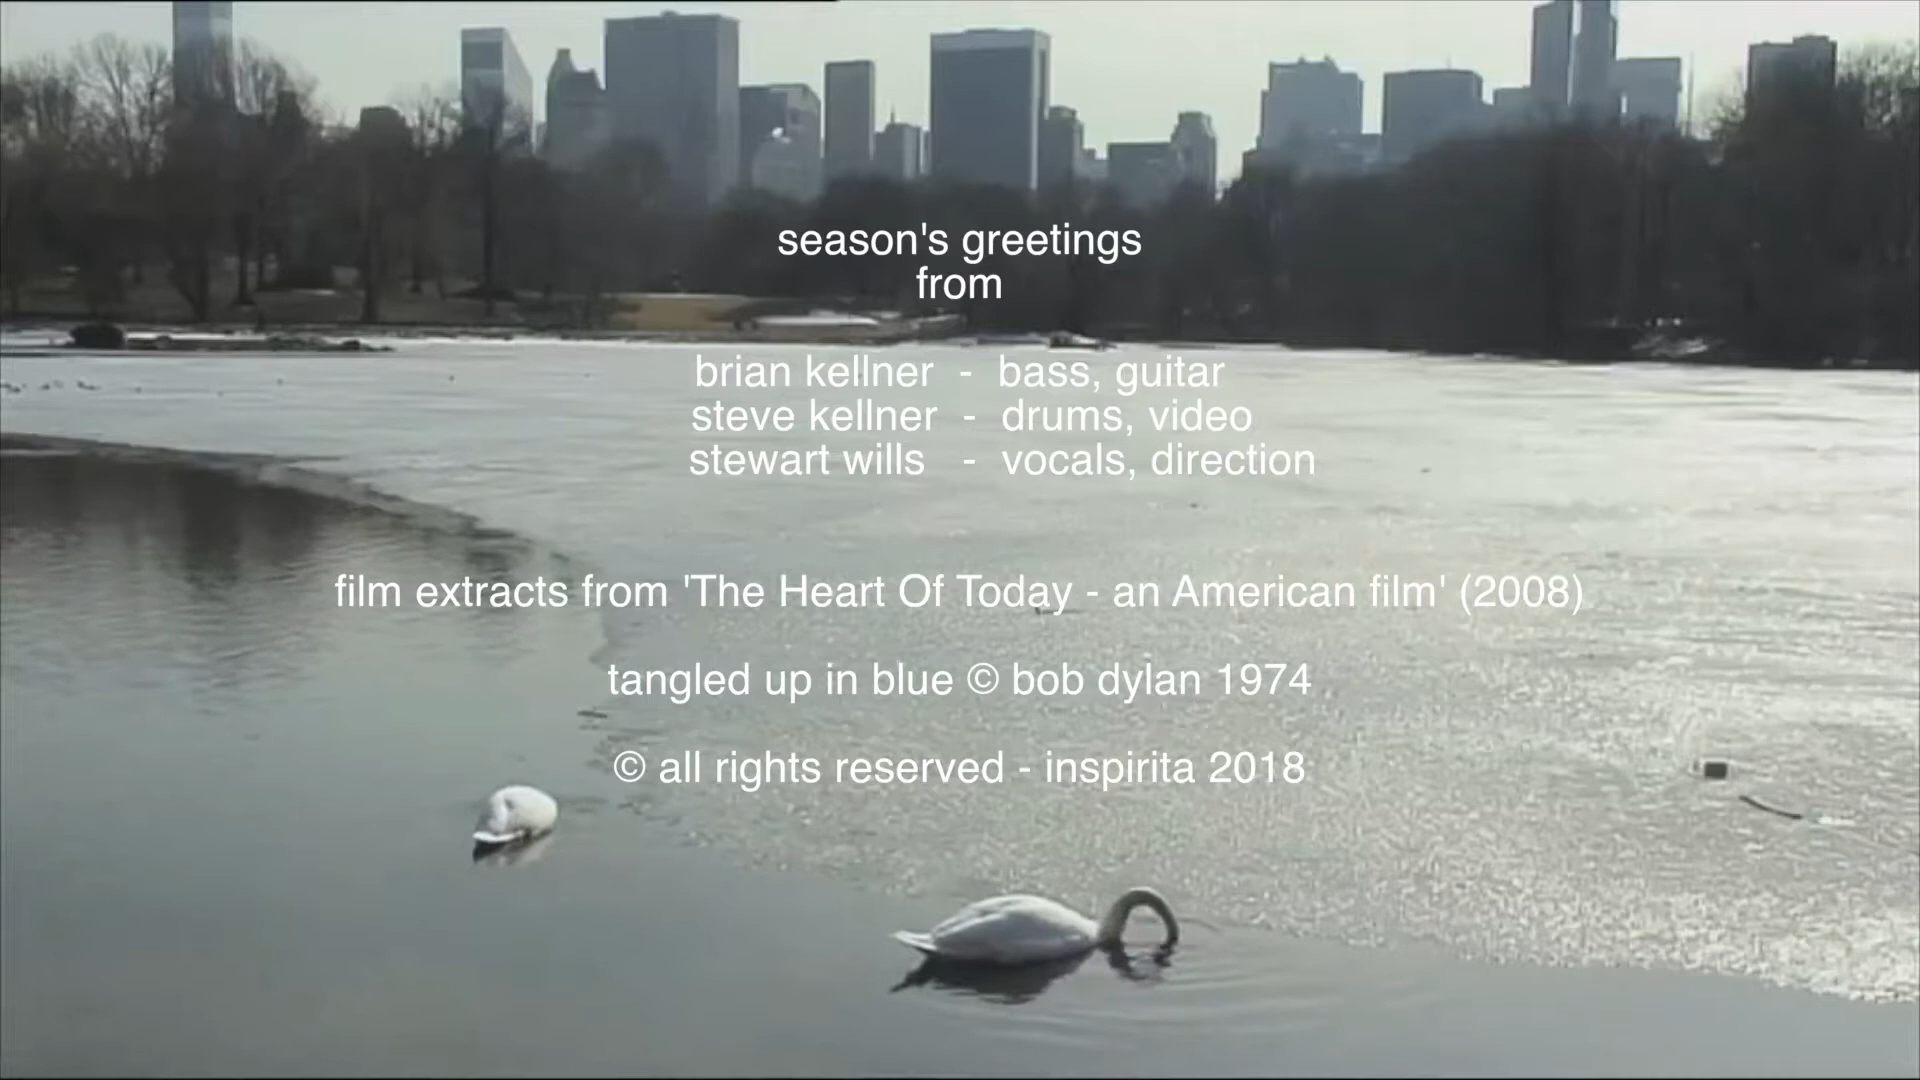 season's greetings
from
brian kellner - bass, guitar
steve kellner - drums, video
stewart wills - vocals, direction
film extracts from 'The Heart Of Today - an American film' (2008)
tangled up in blue © bob dylan 1974
© all rights reserved - inspirita 2018